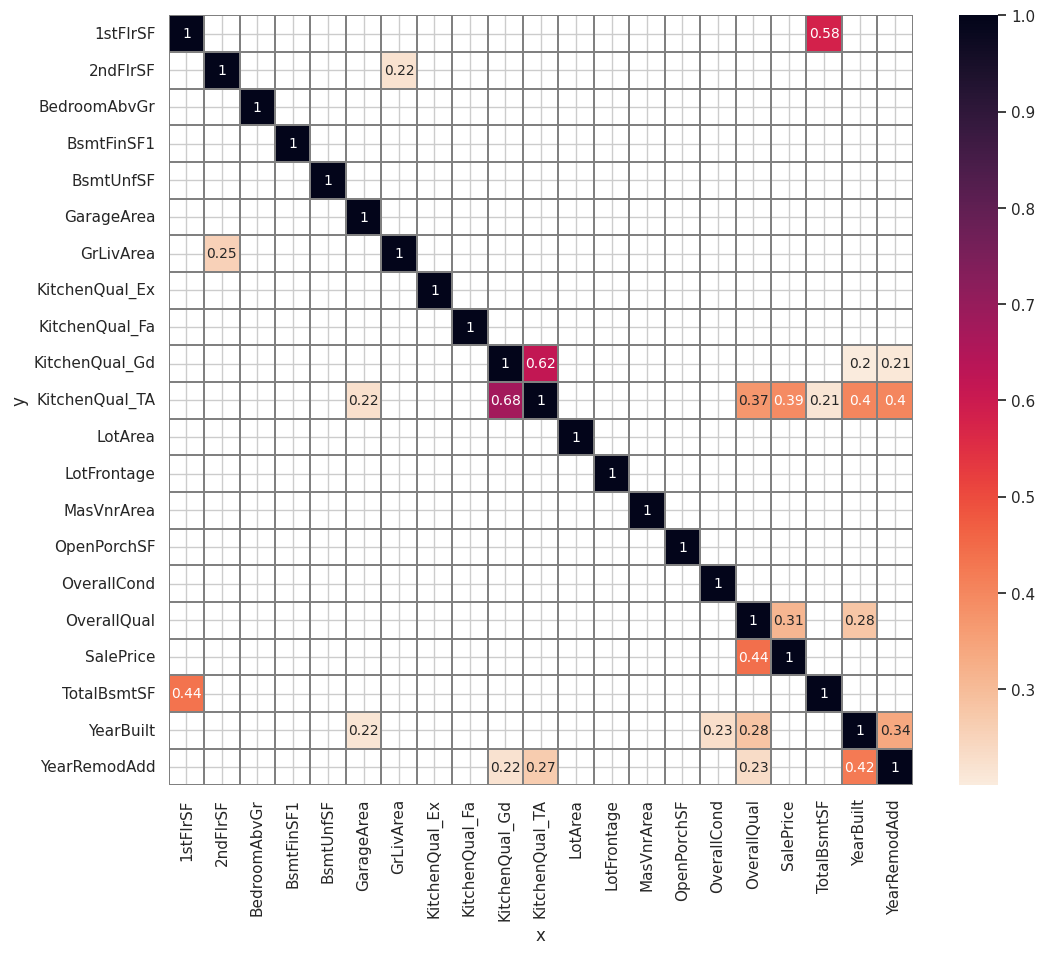 1stFlrSF 1 0.58
2ndFlrSF 1 0.22
BedroomAbvGr 1
BsmtFinSF1 1
BsmtUnfSF 1
GarageArea 1
GrLivArea 0.25 1
KitchenQual_Ex 1
KitchenQual_Fa 1
KitchenQual_Gd 1 0.62 0.2 0.21
KitchenQual_TA 0.22 0.68 1 0.37 0.39 0.21 0.4 0.4
LotArea 1
LotFrontage 1
MasVnrArea 1
OpenPorchSF 1
OverallCond 1
OverallQual 1 0.31 0.28
SalePrice 0.44 1
TotalBsmtSF 0.44 1
YearBuilt 0.22 0.23 0.28 1 0.34
YearRemodAdd 0.22 0.27 0.23 0.42 1
y
1stFlrSF
2ndFlrSF
BedroomAbvGr
BsmtFinSF1
BsmtUnfSF
GarageArea
GrLivArea
KitchenQual_Ex
KitchenQual_Fa
KitchenQual_Gd
KitchenQual_TA
LotArea
LotFrontage
MasVnrArea
OpenPorchSF
OverallCond
OverallQual
SalePrice
TotalBsmtSF
YearBuilt
YearRemodAdd
x
1.0
0.9
0.8
0.7
0.6
0.5
0.4
0.3